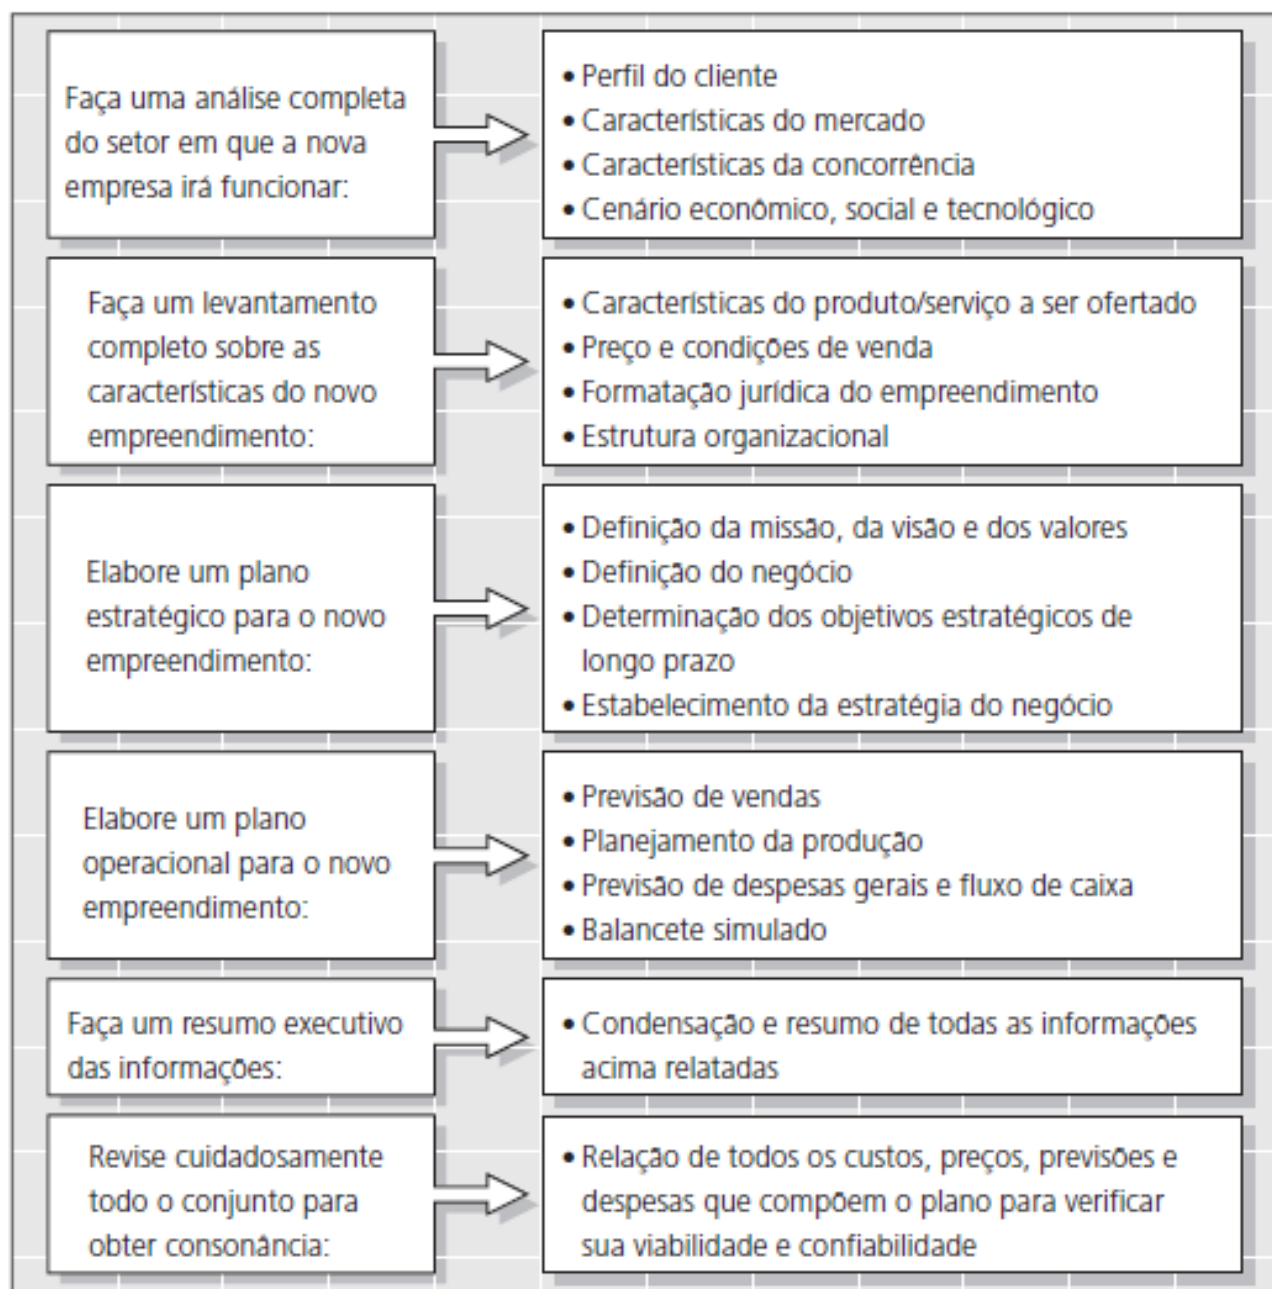 Faça uma análise completa
do setor em que a nova
empresa irá funcionar:
• Perfil do cliente
• Características do mercado
• Características da concorrência
• Cenário econômico, social e tecnológico
Faça um levantamento
completo sobre as
características do novo
empreendimento:
• Características do produto/serviço a ser ofertado
• Preço e condições de venda
• Formatação jurídica do empreendimento
• Estrutura organizacional
Elabore um plano
estratégico para o novo
empreendimento:
• Definição da missão, da visão e dos valores
• Definição do negócio
• Determinação dos objetivos estratégicos de
longo prazo
• Estabelecimento da estratégia do negócio
Elabore um plano
operacional para o novo
empreendimento:
• Previsão de vendas
• Planejamento da produção
• Previsão de despesas gerais e fluxo de caixa
• Balancete simulado
Faça um resumo executivo
das informações:
• Condensação e resumo de todas as informações
acima relatadas
Revise cuidadosamente
todo o conjunto para
obter consonância:
• Relação de todos os custos, preços, previsões e
despesas que compõem o plano para verificar
sua viabilidade e confiabilidade